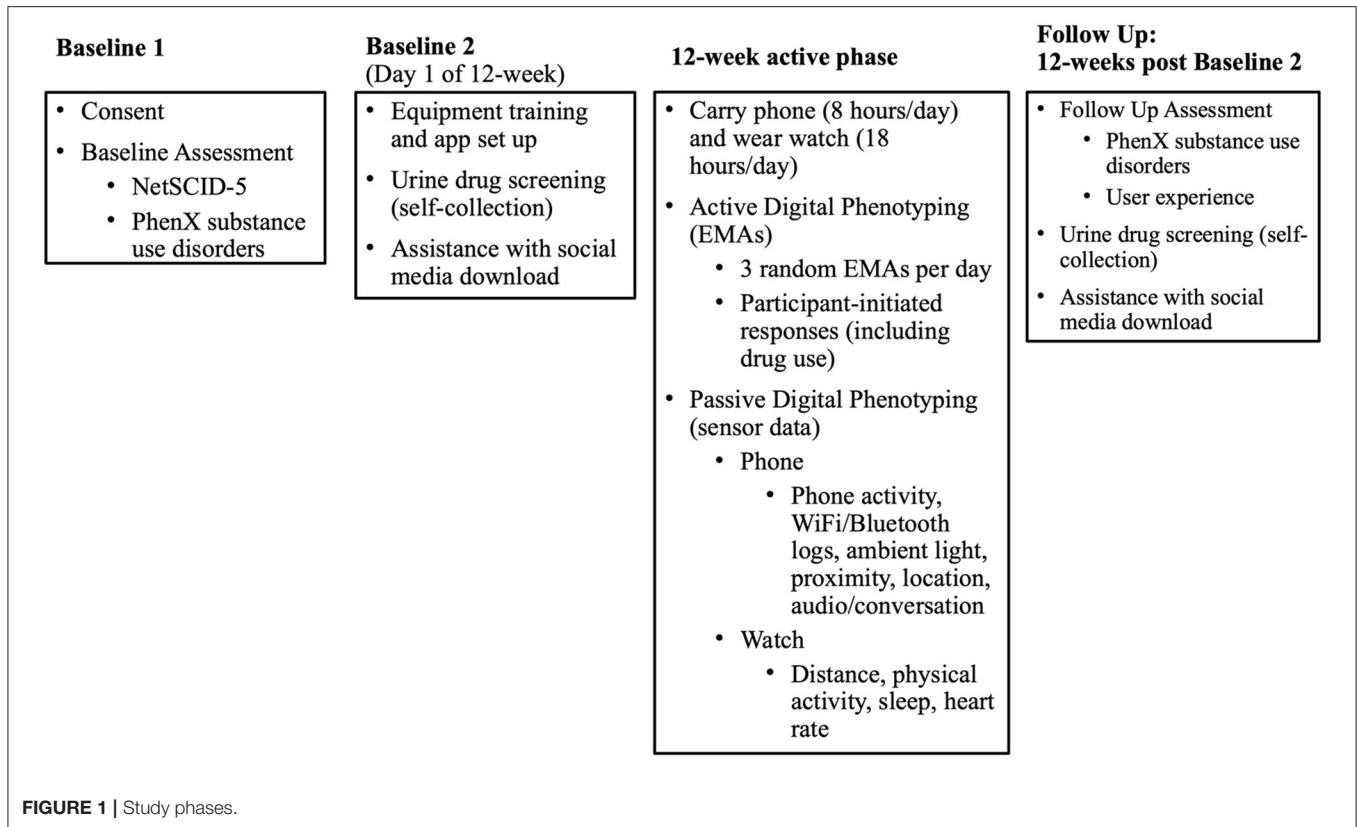 Baseline 1
• Consent
• Baseline Assessment
• NetSCID-5
• PhenX substance
use disorders
Baseline 2
(Day 1 of 12-week)
• Equipment training
and app set up
• Urine drug screening
(self-collection)
• Assistance with social
media download
12-week active phase
• Carry phone (8 hours/day)
and wear watch (18
hours/day)
• Active Digital Phenotyping
(EMAs)
• 3 random EMAs per day
• Participant-initiated
responses (including
drug use)
• Passive Digital Phenotyping
(sensor data)
• Phone
• Phone activity,
WiFi/Bluetooth
logs, ambient light,
proximity, location,
audio/conversation
• Watch
• Distance, physical
activity, sleep, heart
rate
Follow Up:
12-weeks post Baseline 2
• Follow Up Assessment
• PhenX substance use
disorders
• User experience
• Urine drug screening (self-
collection)
• Assistance with social
media download
FIGURE 1 | Study phases.